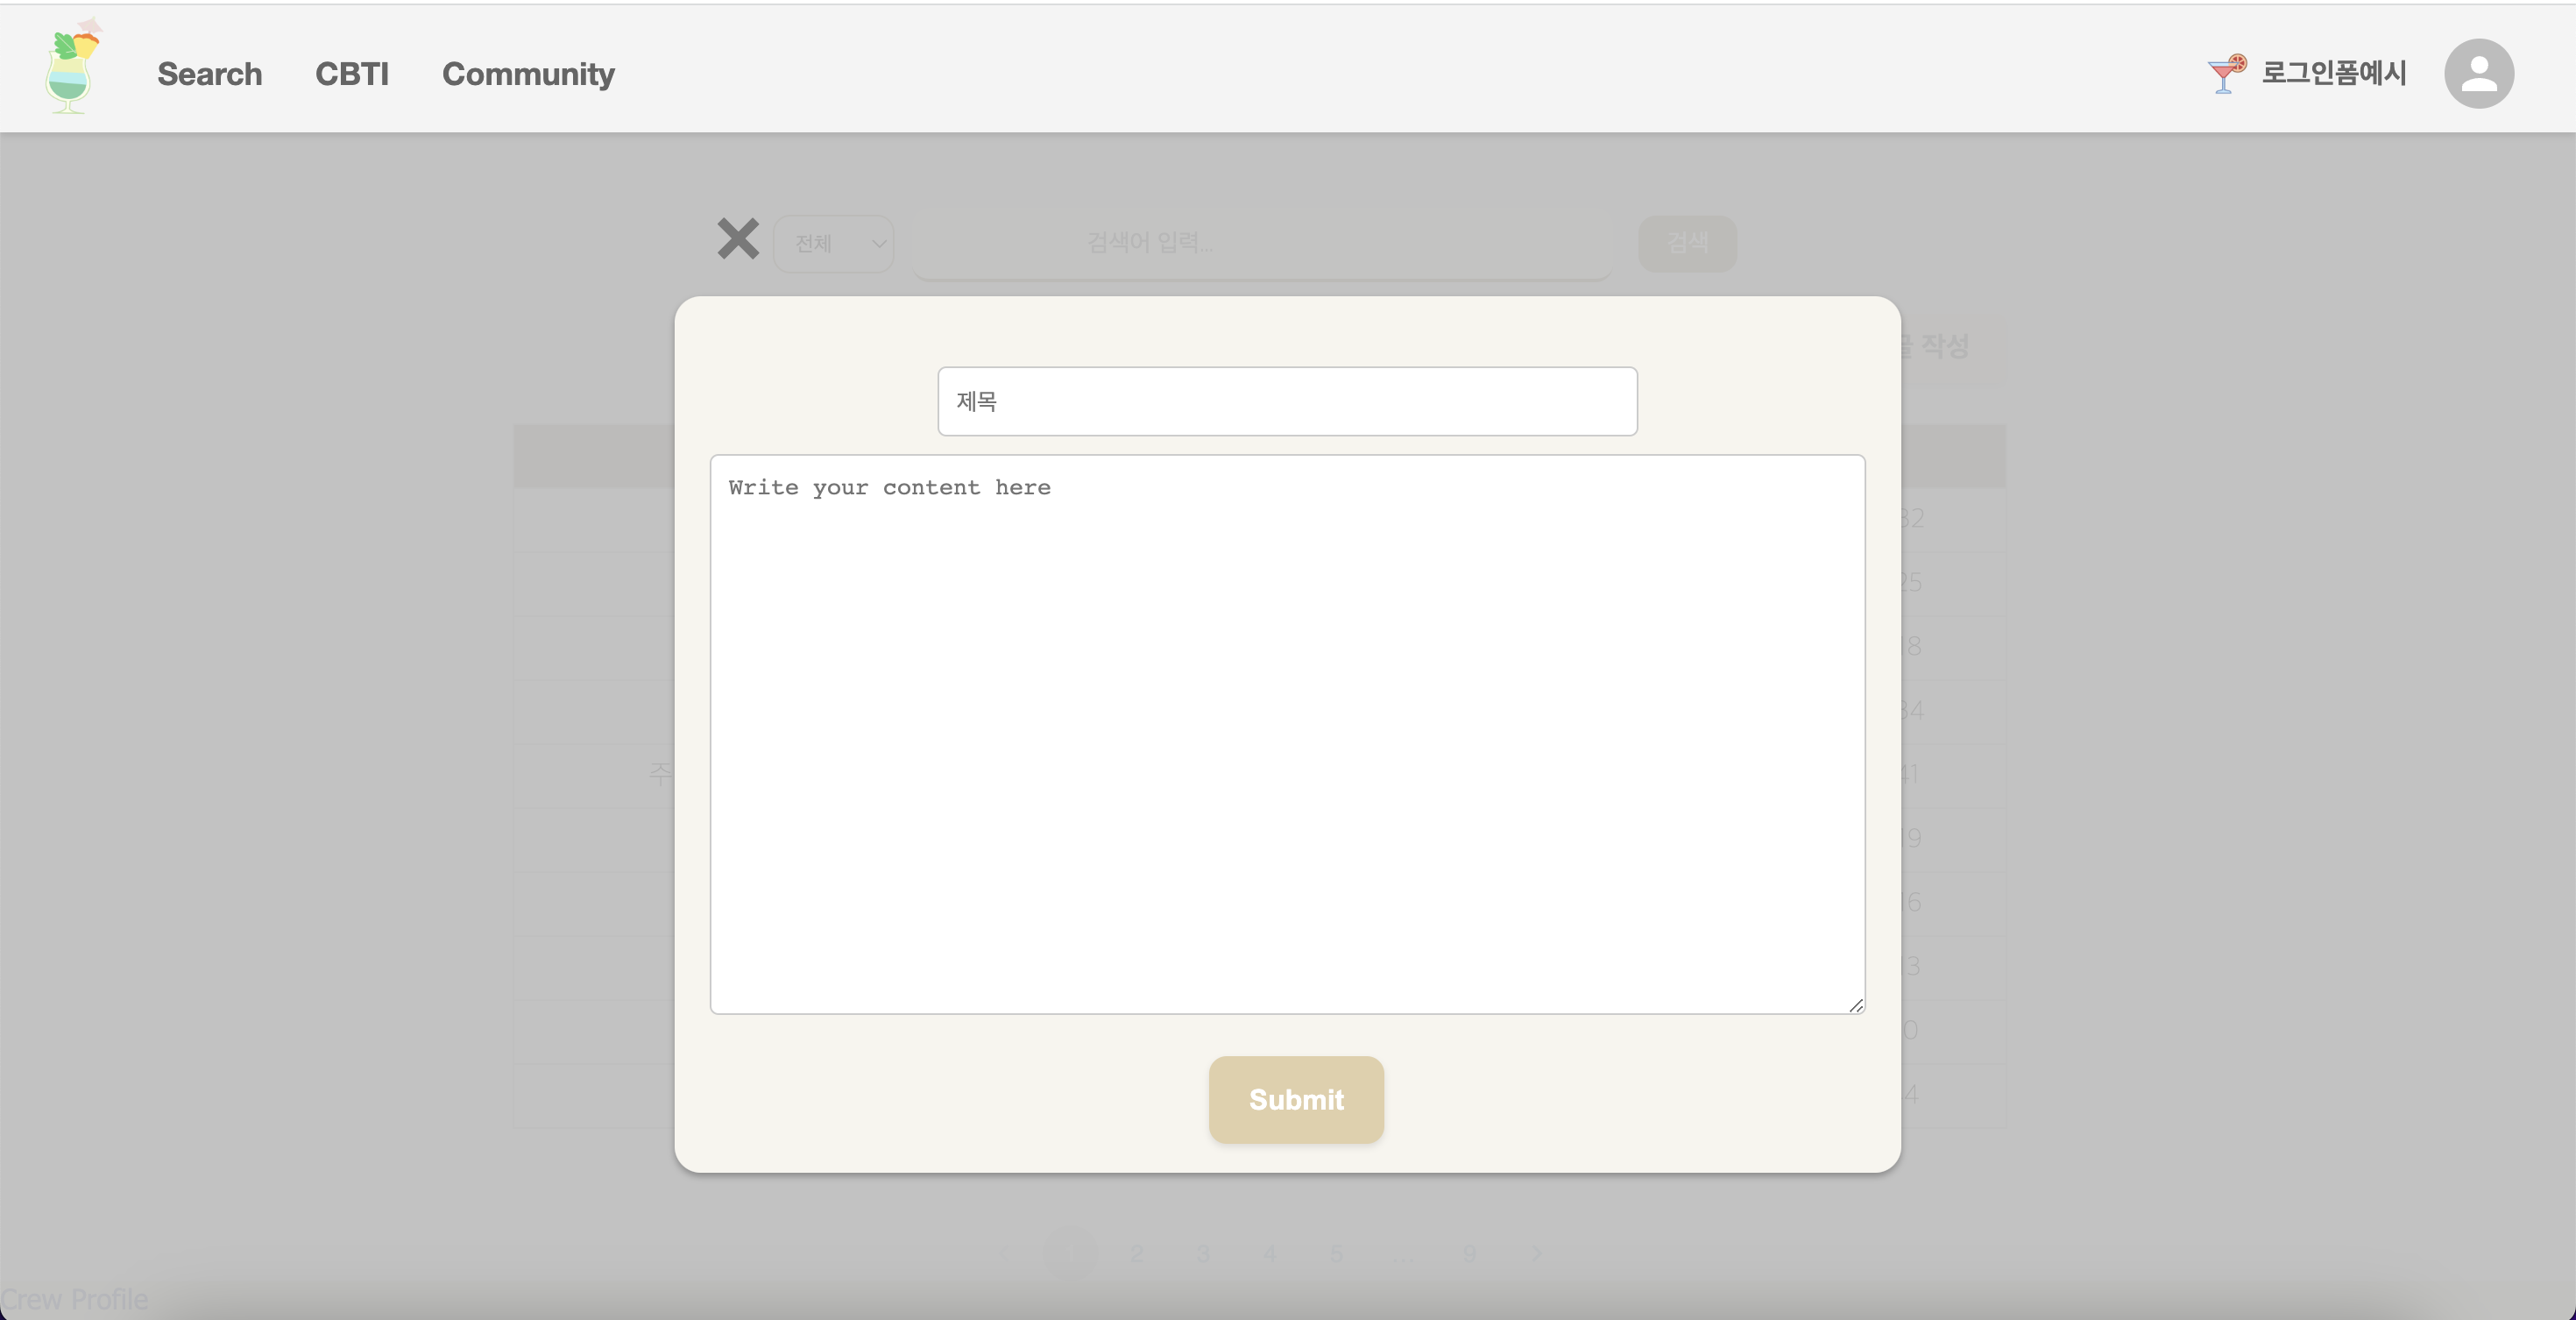 Search CBTI Community 로그인폼예시
전체 검색어 입력... 검색
작성
제목
Write your content here
주
Submit
2 3 4 5 ... 9
Crew Profile